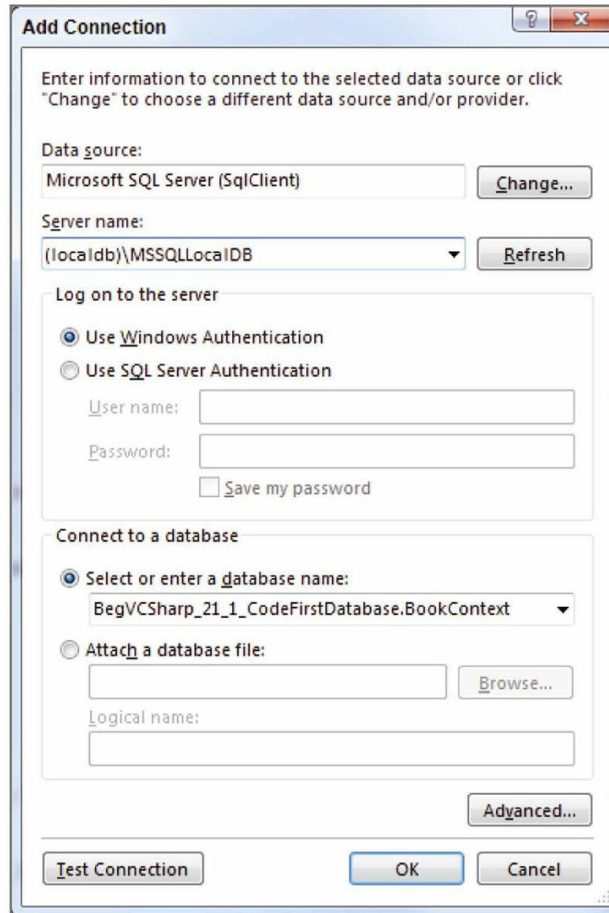 Add Connection
Enter information to connect to the selected data source or click
"Change" to choose a different data source and/or provider.
Data source:
Microsoft SQL Server (SqlClient)
Change...
Server name:
(localdb)\MSSQLLocalDB
Refresh
Log on to the server
Use Windows Authentication
Use SQL Server Authentication
User name:
Password:
Save my password
Connect to a database
Select or enter a database name:
BegVCSharp_21_1_CodeFirstDatabase.BookContext
Attach a database file:
Browse...
Logical name:
Advanced...
Test Connection
OK
Cancel